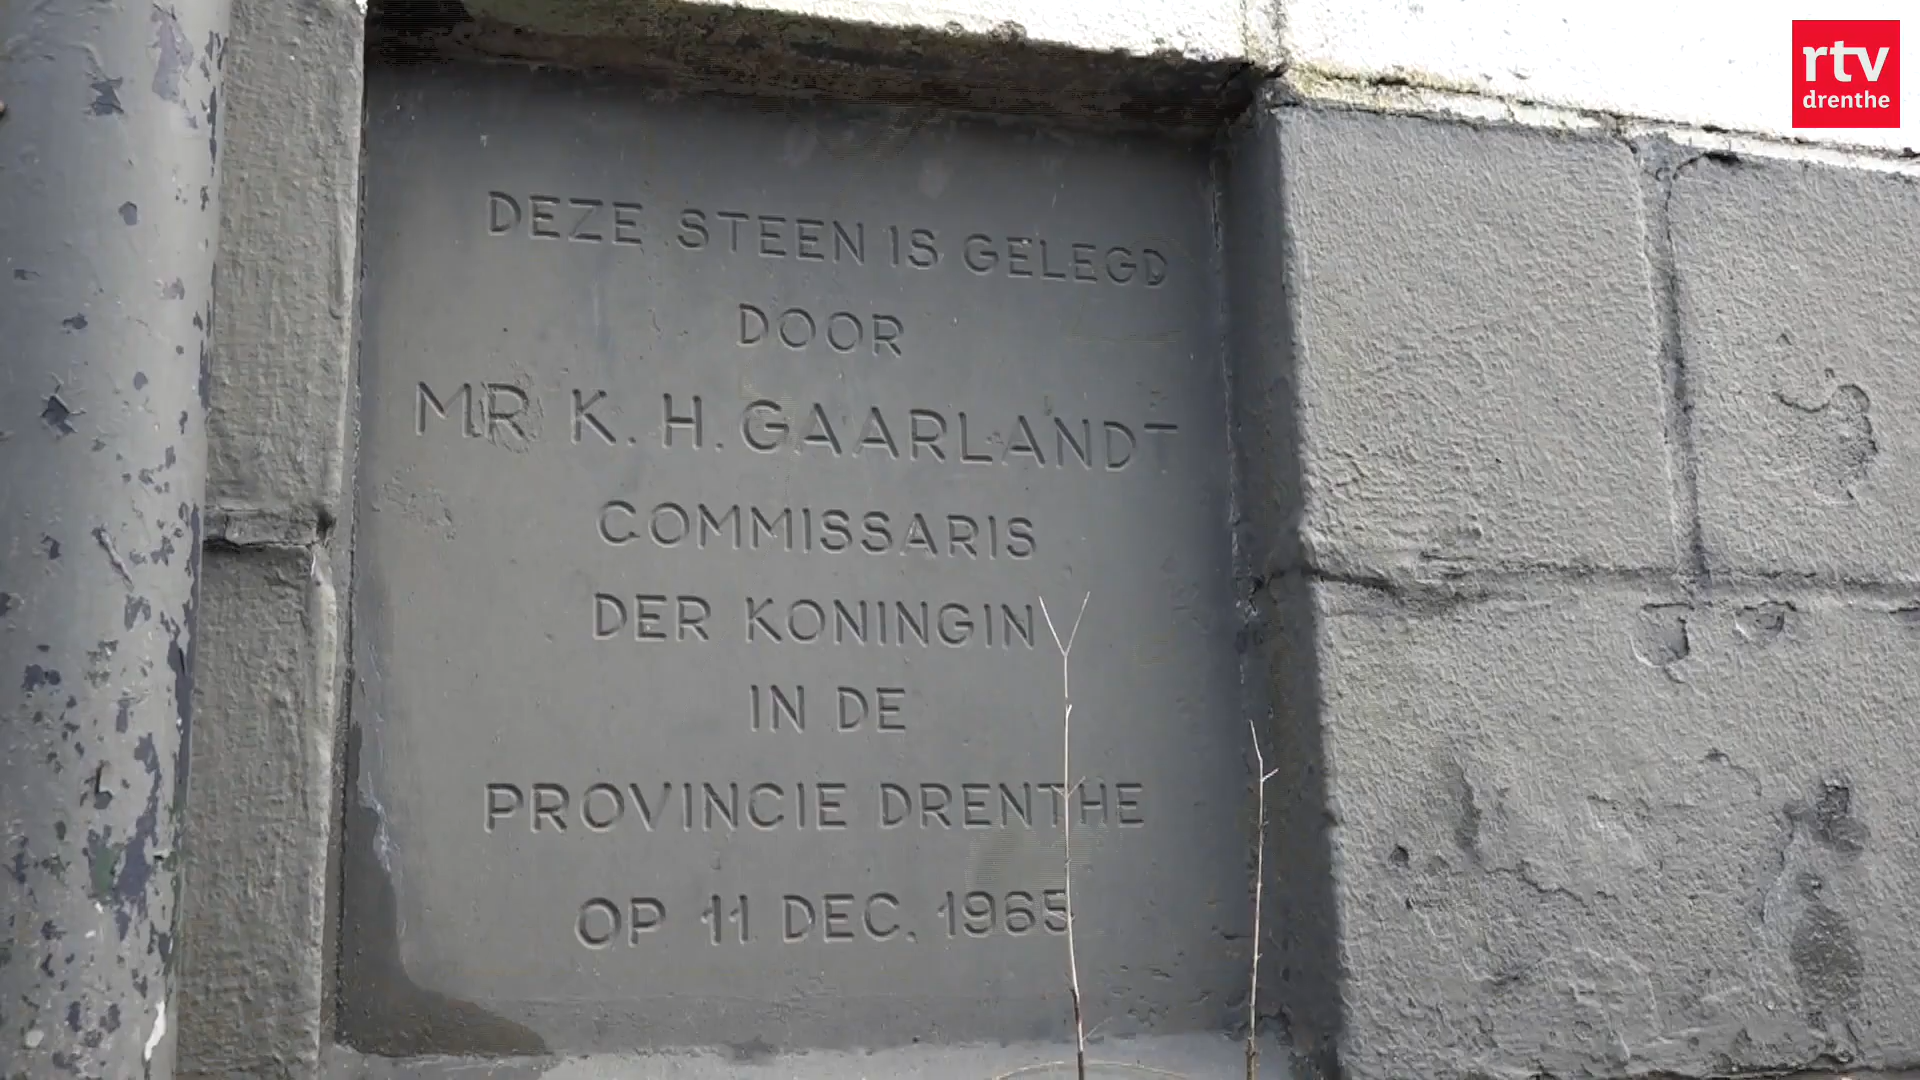 rtv
drenthe
DEZE STEEN IS GELEGD
DOOR
MR K. H. GAARLANDT
COMMISSARIS
DER KONINGIN
IN DE
PROVINCIE DRENTHE
OP 11 DEC. 1965